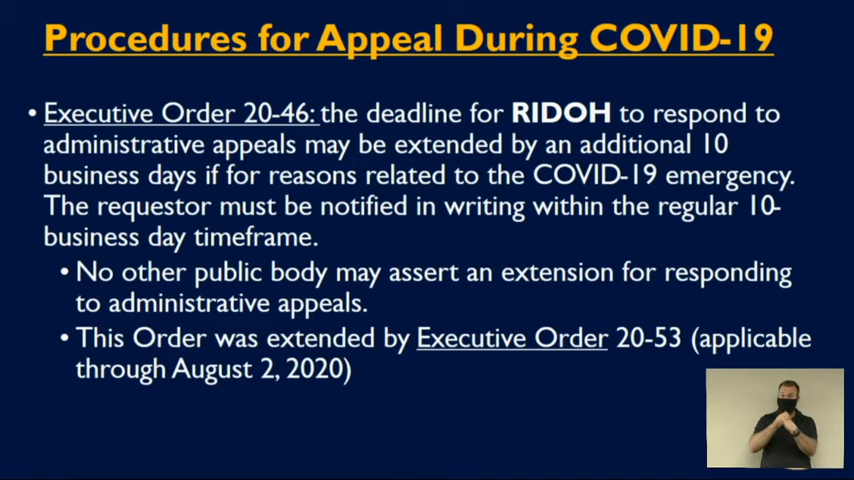 Procedures for Appeal During COVID-19
• Executive Order 20-46: the deadline for RIDOH to respond to
administrative appeals may be extended by an additional 10
business days if for reasons related to the COVID-19 emergency.
The requestor must be notified in writing within the regular 10-
business day timeframe.
• No other public body may assert an extension for responding
to administrative appeals.
• This Order was extended by Executive Order 20-53 (applicable
through August 2, 2020)